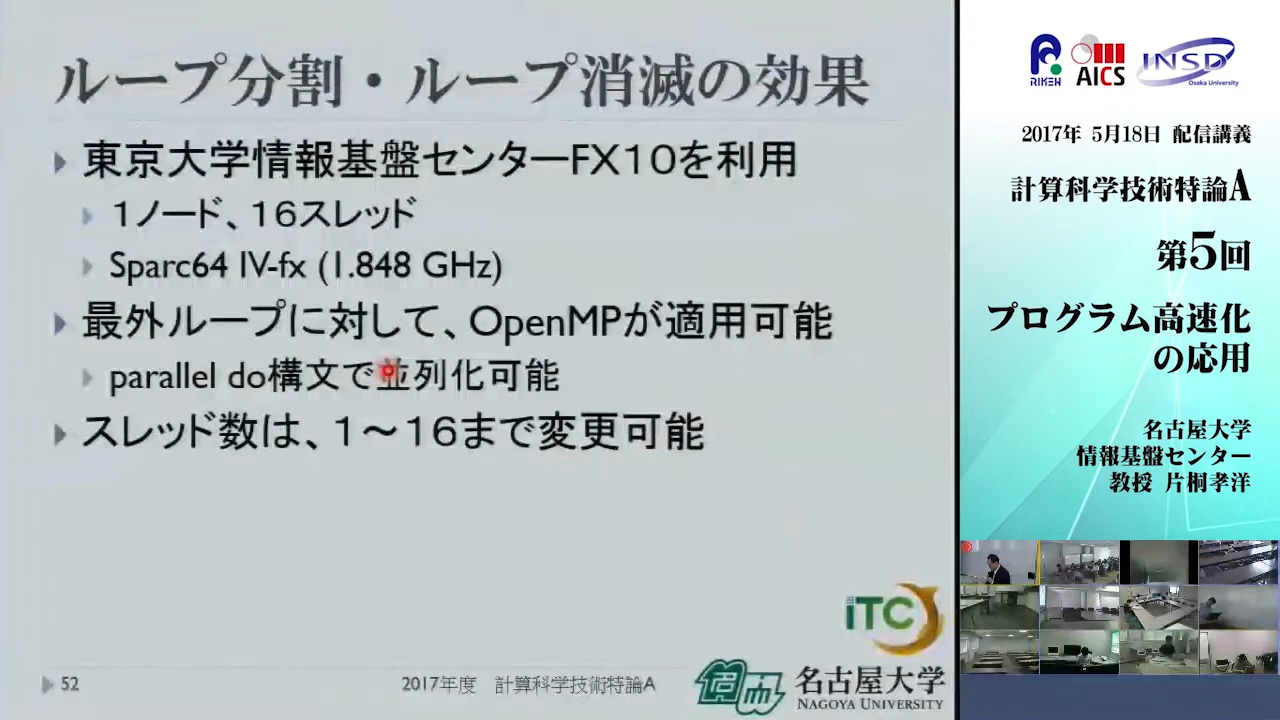 ループ分割・ループ消滅の効果
東京大学情報基盤センターFX10を利用
1ノード、16スレッド
Sparc64 IV-fx (1.848 GHz)
最外ループに対して、OpenMPが適用可能
parallel do構文で並列化可能
スレッド数は、1～16まで変更可能
iTC
52
2017年度 計算科学技術特論A
名古屋大学
NAGOYA UNIVERSITY
RIKEN
AICS
INSD
Osaka University
2017年 5月18日 配信講義
計算科学技術特論A
第5回
プログラム高速化
の応用
名古屋大学
情報基盤センター
教授 片桐孝洋